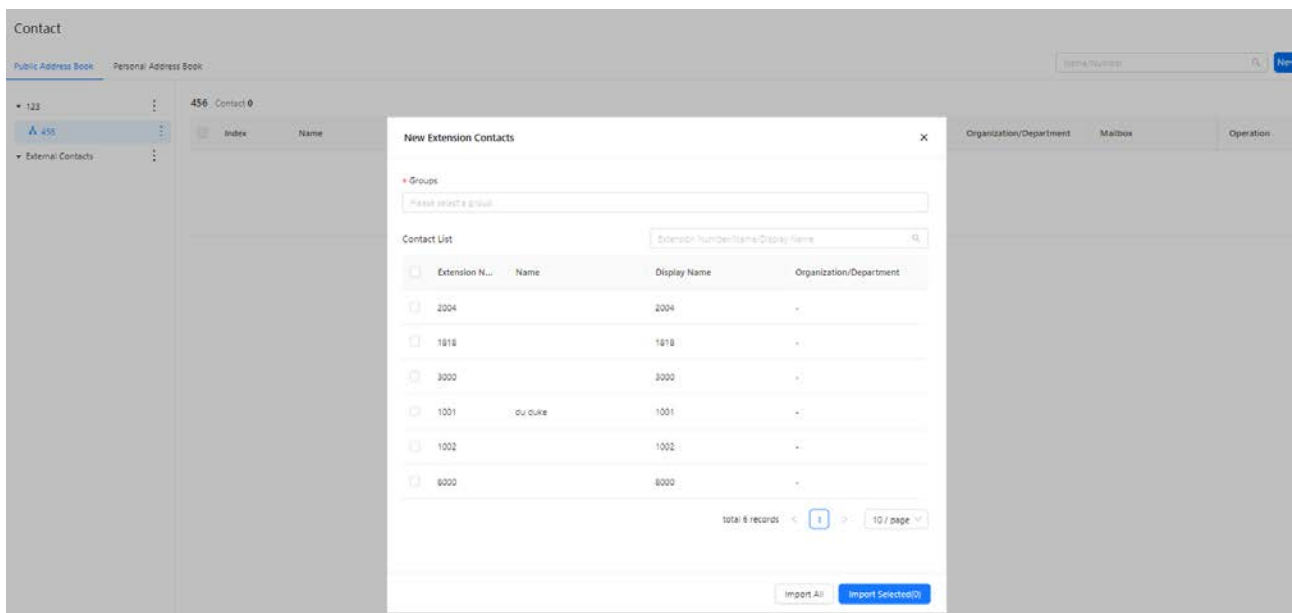 Contact
Public Address Book Personal Address Book Name/Number New
123 456 Contact 0
456 Index Name Organization/Department Mailbox Operation
External Contacts
New Extension Contacts
* Groups
Please select a group
Contact List Extension Number/Name/Display Name
Extension N... Name Display Name Organization/Department
2004 2004 -
1818 1818 -
3000 3000 -
1001 du duke 1001 -
1002 1002 -
total 6 records < 1 > 10 / page
Import All Import Selected(0)